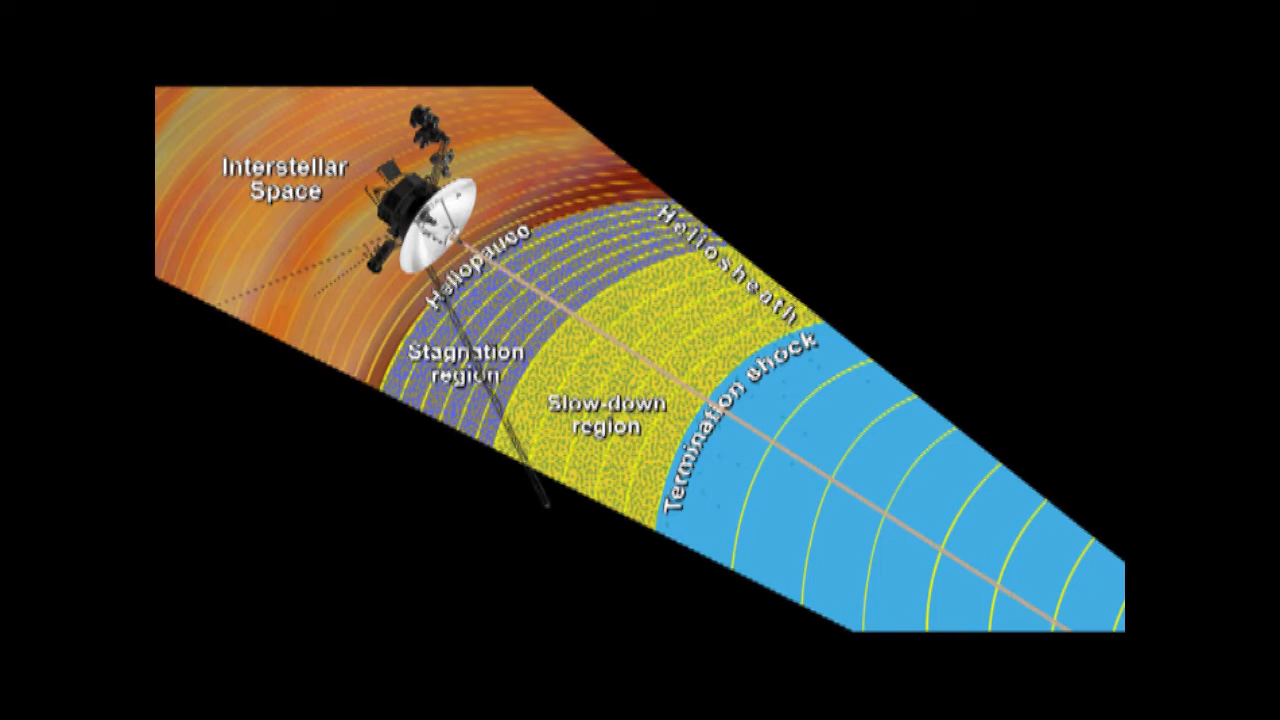 Interstellar
Space
Heliopause
Heliosheath
Stagnation
region
Slow-down
region
Termination shock